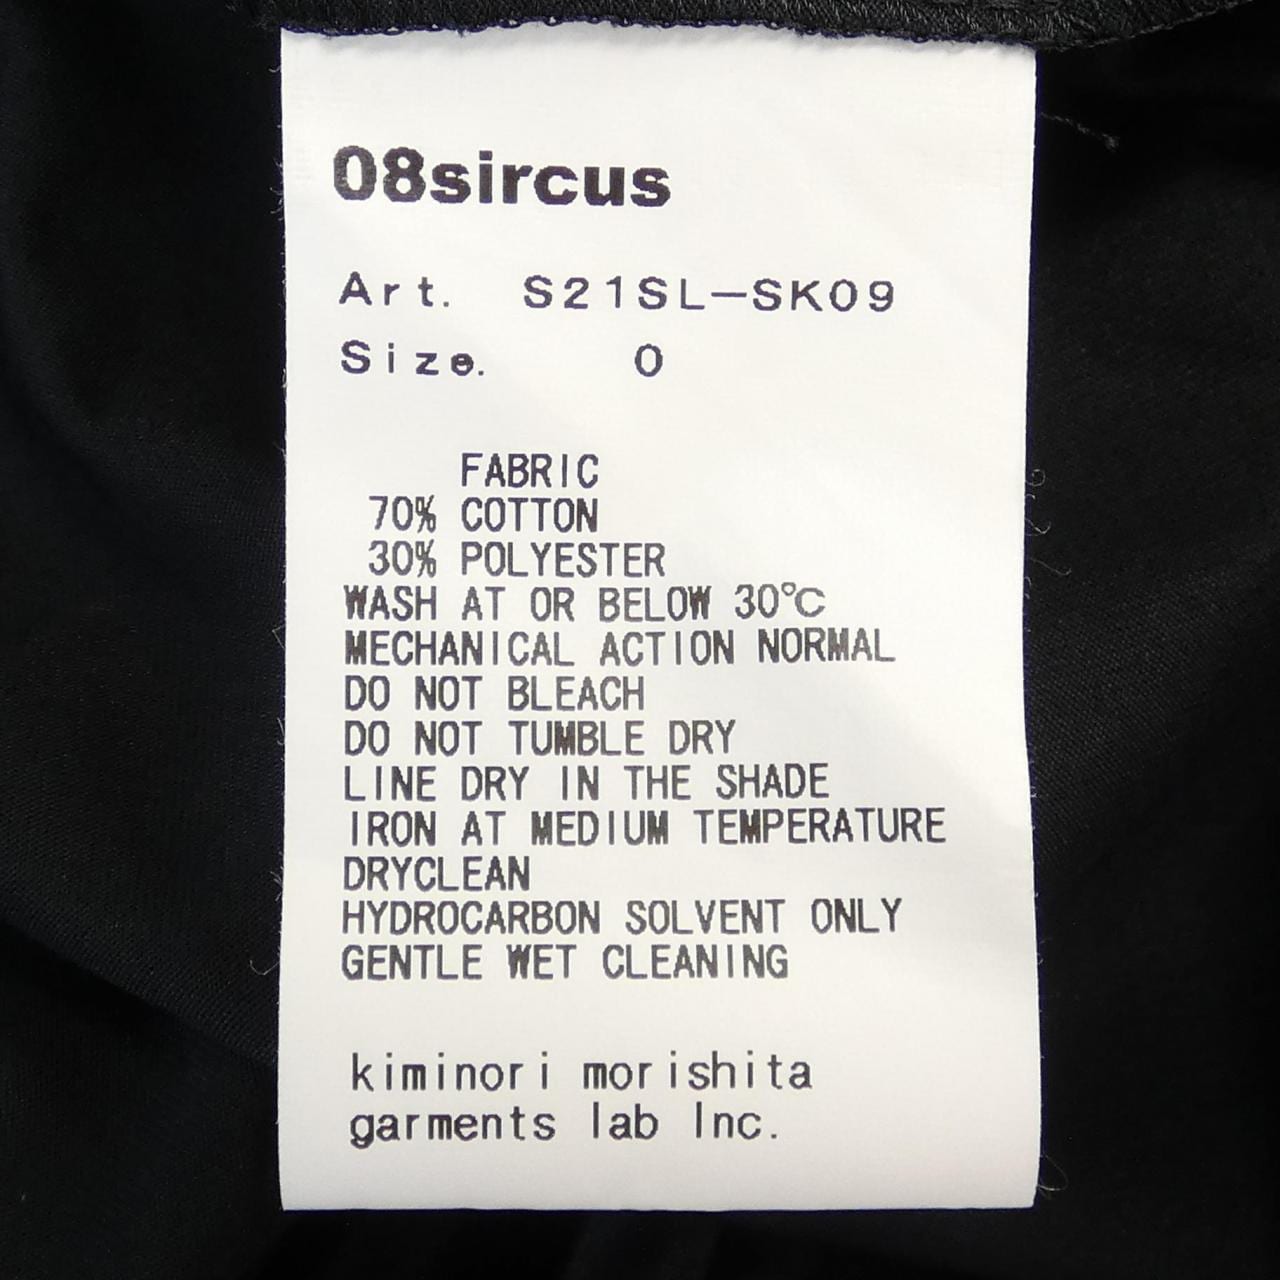 08sircus
Art. S21SL-SK09
Size. 0
FABRIC
70% COTTON
30% POLYESTER
WASH AT OR BELOW 30℃
MECHANICAL ACTION NORMAL
DO NOT BLEACH
DO NOT TUMBLE DRY
LINE DRY IN THE SHADE
IRON AT MEDIUM TEMPERATURE
DRYCLEAN
HYDROCARBON SOLVENT ONLY
GENTLE WET CLEANING
kiminori morishita
garments lab Inc.